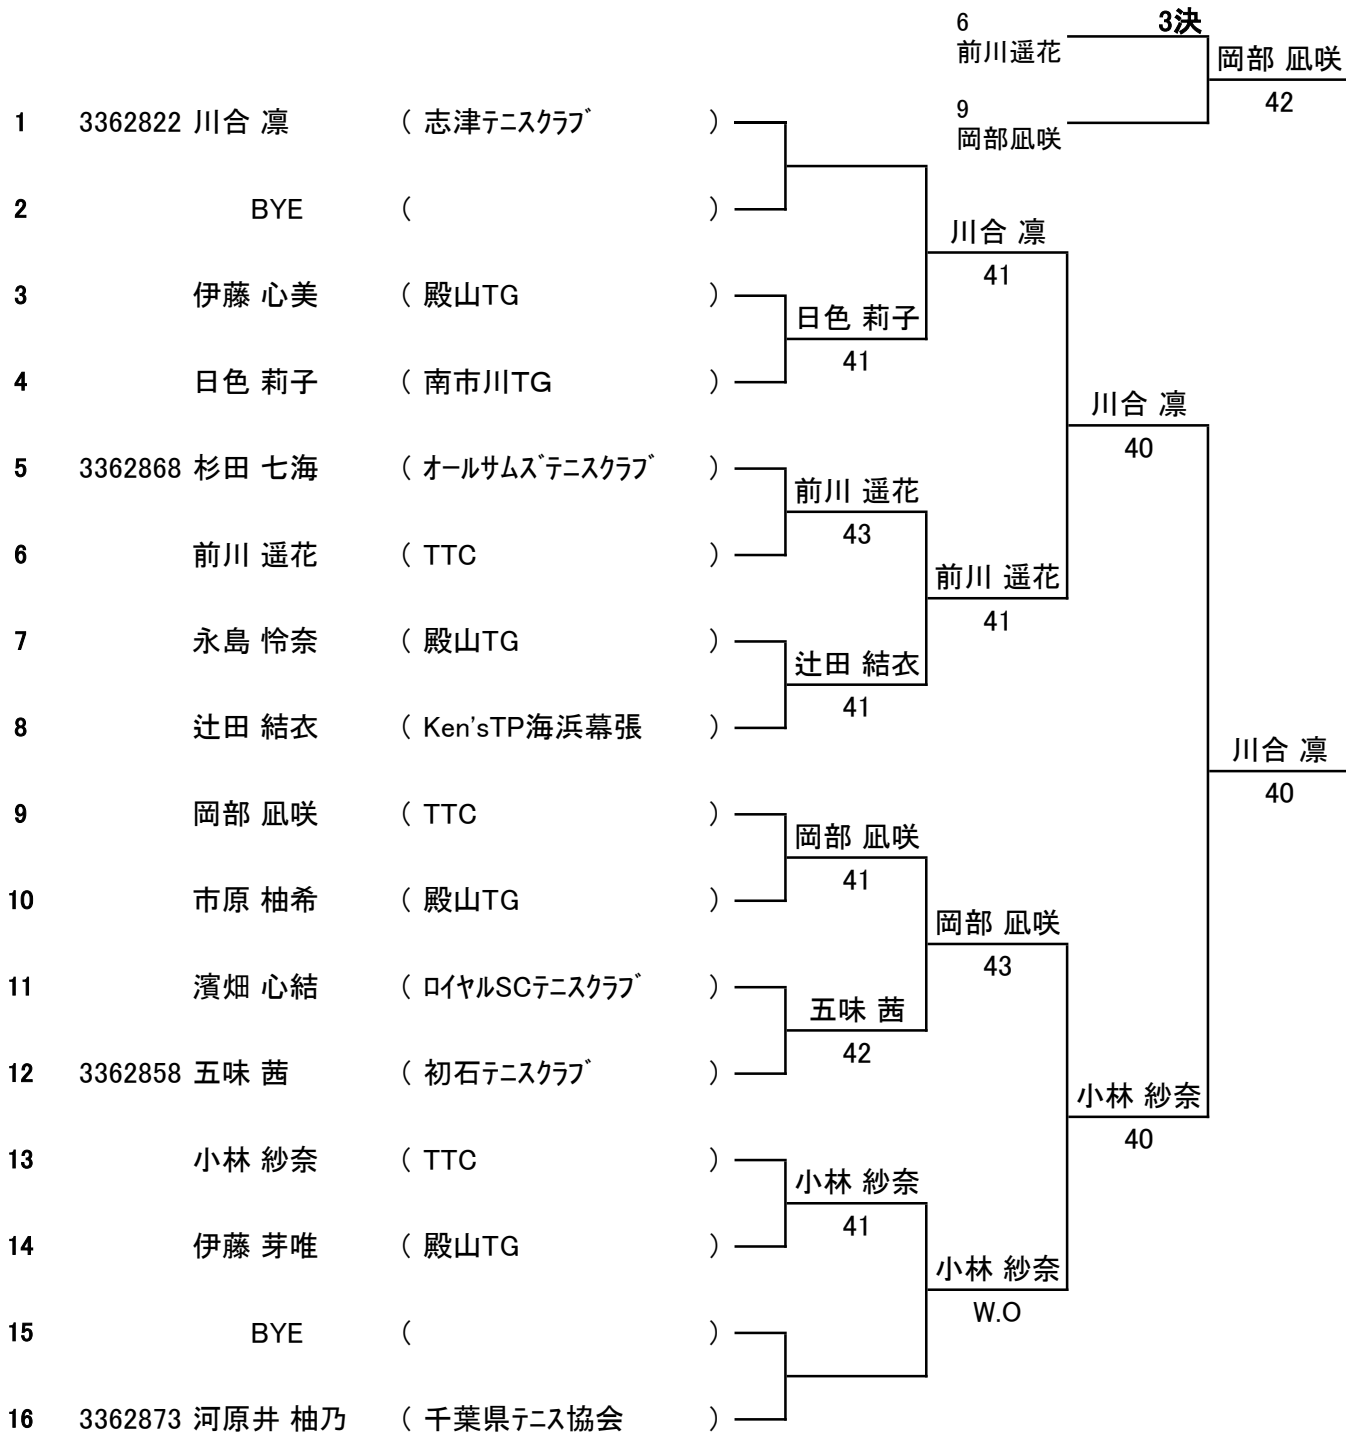 6 3決
前川遥花
岡部 凪咲
42
9
岡部凪咲
1 3362822 川合 凛 ( 志津ﾃﾆｽｸﾗﾌﾞ )
2 BYE ( )
川合 凛
41
3 伊藤 心美 ( 殿山TG )
日色 莉子
41
4 日色 莉子 ( 南市川TG )
川合 凛
40
5 3362868 杉田 七海 ( ｵｰﾙｻﾑｽﾞﾃﾆｽｸﾗﾌﾞ )
前川 遥花
43
6 前川 遥花 ( TTC )
前川 遥花
41
7 永島 怜奈 ( 殿山TG )
辻田 結衣
41
8 辻田 結衣 ( Ken'sTP海浜幕張 )
川合 凛
40
9 岡部 凪咲 ( TTC )
岡部 凪咲
41
10 市原 柚希 ( 殿山TG )
岡部 凪咲
43
11 濱畑 心結 ( ﾛｲﾔﾙSCﾃﾆｽｸﾗﾌﾞ )
五味 茜
42
12 3362858 五味 茜 ( 初石ﾃﾆｽｸﾗﾌﾞ )
小林 紗奈
40
13 小林 紗奈 ( TTC )
小林 紗奈
41
14 伊藤 芽唯 ( 殿山TG )
小林 紗奈
W.O
15 BYE ( )
16 3362873 河原井 柚乃 ( 千葉県ﾃﾆｽ協会 )